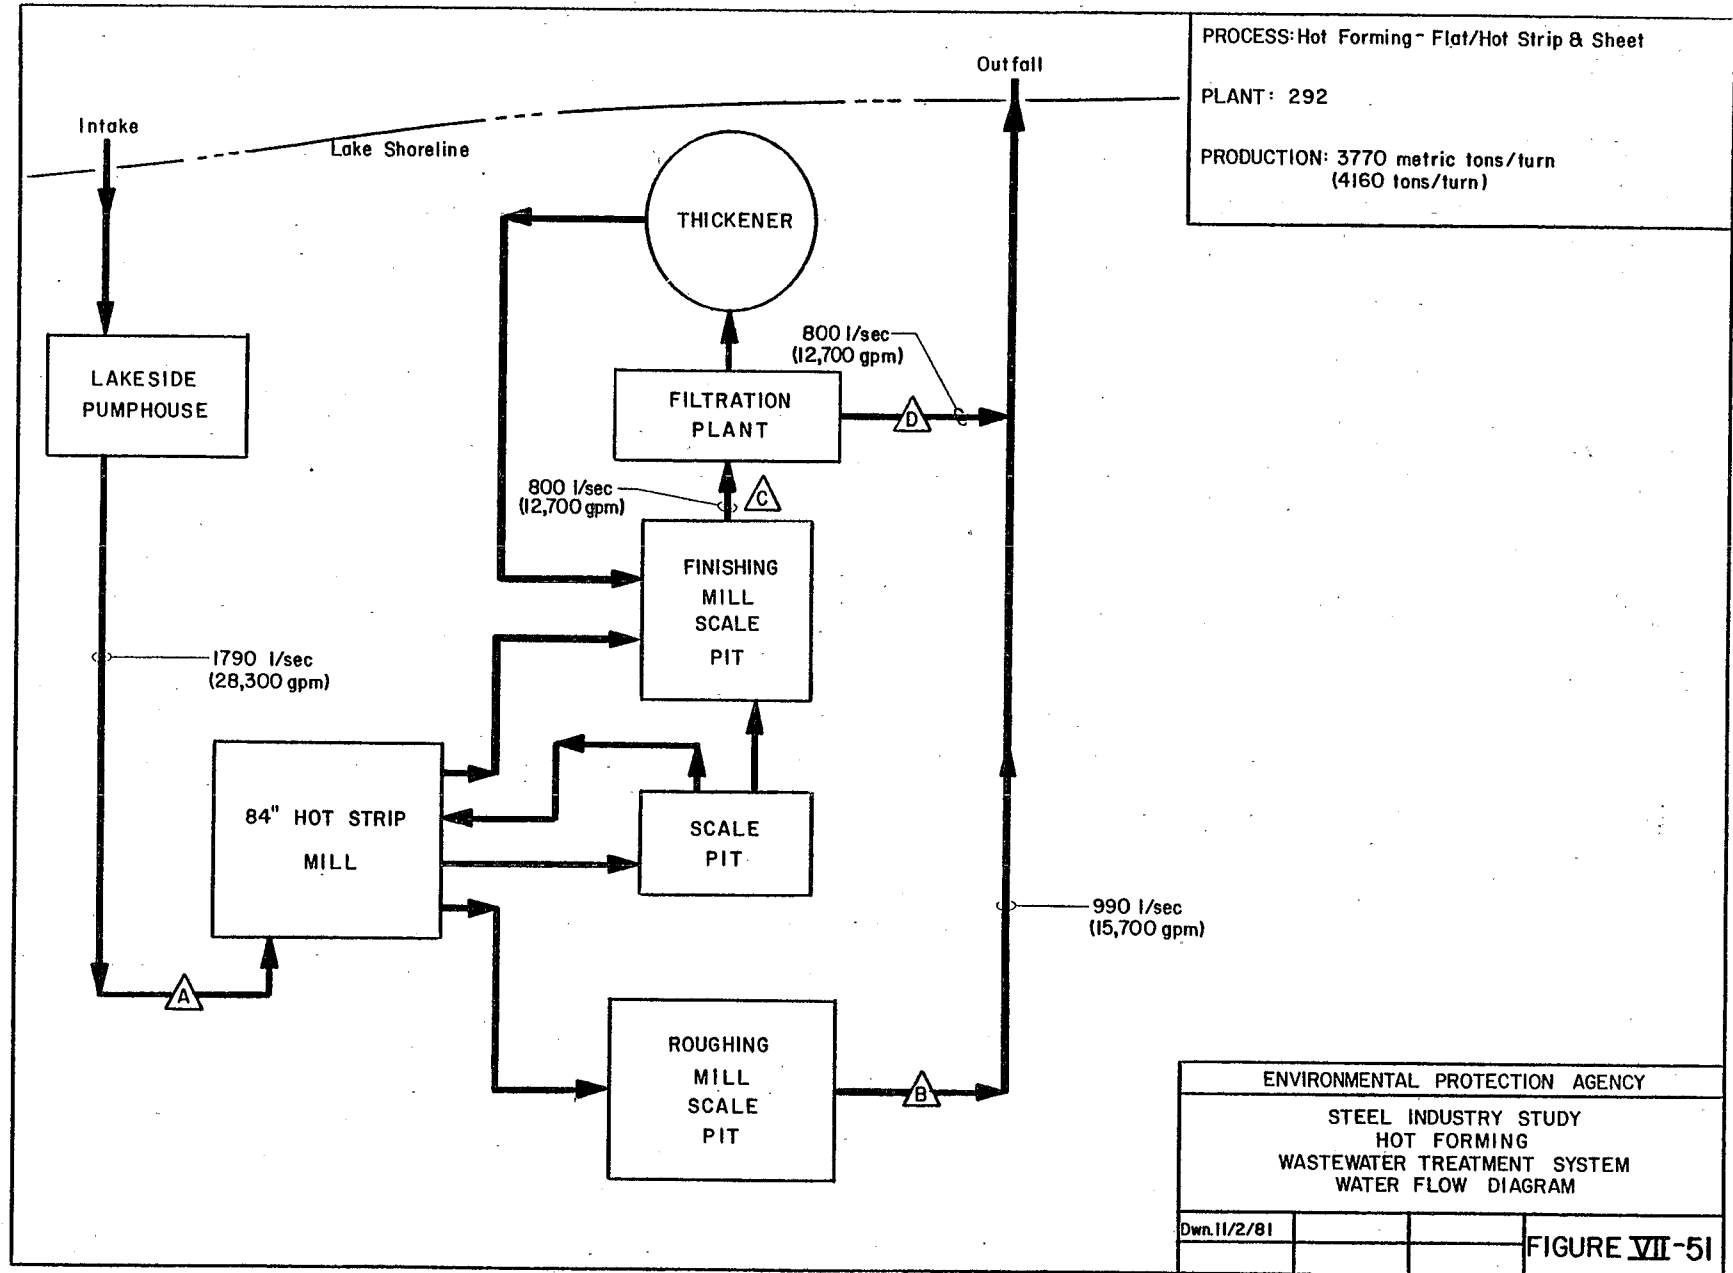 PROCESS: Hot Forming - Flat/Hot Strip & Sheet
PLANT: 292
PRODUCTION: 3770 metric tons/turn
(4160 tons/turn)
Outfall
Intake
Lake Shoreline
THICKENER
LAKESIDE
PUMPHOUSE
800 l/sec
(12,700 gpm)
FILTRATION
PLANT
D
800 l/sec
(12,700 gpm)
C
FINISHING
MILL
SCALE
PIT
1790 l/sec
(28,300 gpm)
84" HOT STRIP
MILL
SCALE
PIT
990 l/sec
(15,700 gpm)
A
ROUGHING
MILL
SCALE
PIT
B
ENVIRONMENTAL PROTECTION AGENCY
STEEL INDUSTRY STUDY
HOT FORMING
WASTEWATER TREATMENT SYSTEM
WATER FLOW DIAGRAM
Dwn.11/2/81
FIGURE VII-51